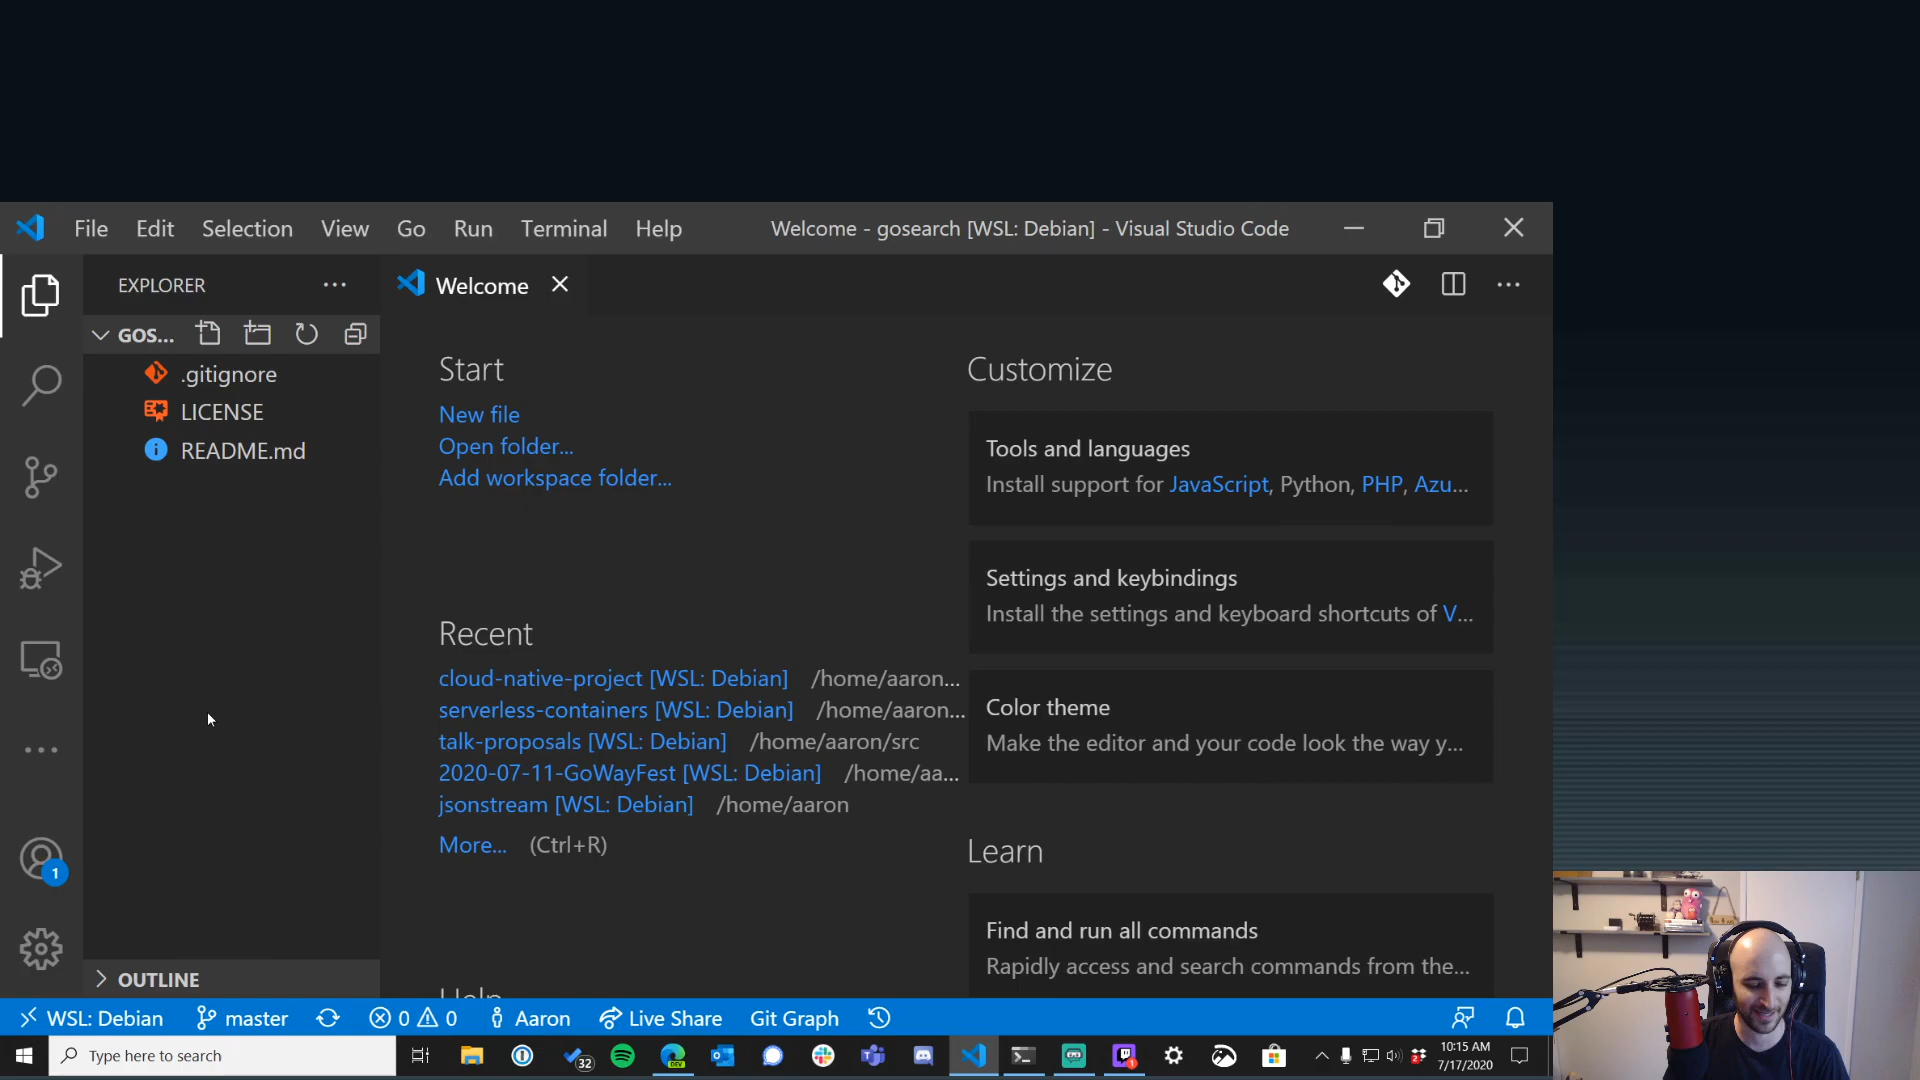 File Edit Selection View Go Run Terminal Help Welcome - gosearch [WSL: Debian] - Visual Studio Code
EXPLORER
Welcome
GOS...
.gitignore
LICENSE
README.md
OUTLINE
Start
New file
Open folder...
Add workspace folder...
Recent
cloud-native-project [WSL: Debian] /home/aaron...
serverless-containers [WSL: Debian] /home/aaron...
talk-proposals [WSL: Debian] /home/aaron/src
2020-07-11-GoWayFest [WSL: Debian] /home/aa...
jsonstream [WSL: Debian] /home/aaron
More... (Ctrl+R)
Help
Customize
Tools and languages
Install support for JavaScript, Python, PHP, Azu...
Settings and keybindings
Install the settings and keyboard shortcuts of V...
Color theme
Make the editor and your code look the way y...
Learn
Find and run all commands
Rapidly access and search commands from the...
1
WSL: Debian master 0 0 Aaron Live Share Git Graph
Type here to search
32
DEV
1
2
10:15 AM
7/17/2020